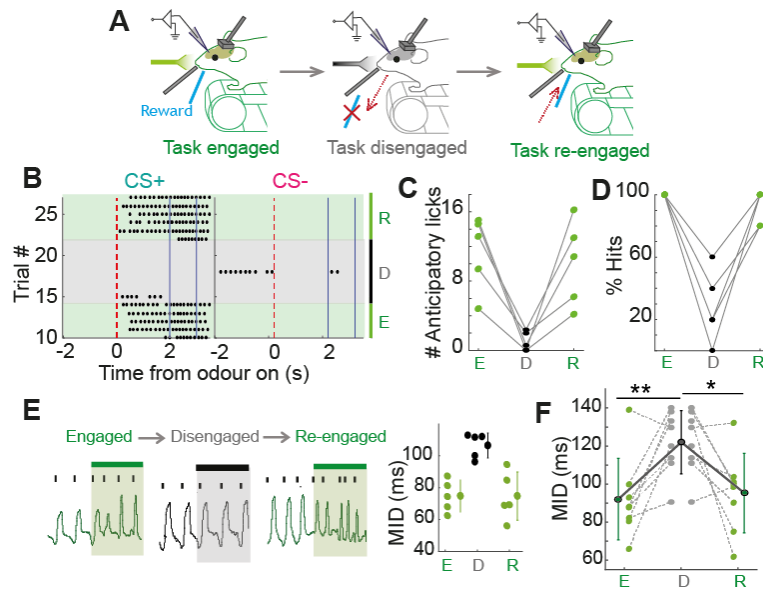 A
Reward
Task engaged
Task disengaged
Task re-engaged
B
CS+
CS-
Trial #
25
20
15
10
R
D
E
-2
0
2
-2
0
2
Time from odour on (s)
C
# Anticipatory licks
16
8
0
E
D
R
D
% Hits
100
60
20
E
D
R
E
Engaged
Disengaged
Re-engaged
MID (ms)
100
80
60
40
E
D
R
F
**
*
MID (ms)
140
120
100
80
60
E
D
R